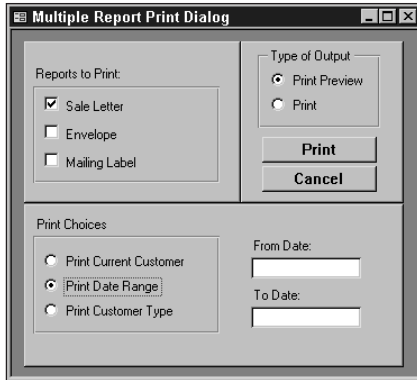 Multiple Report Print Dialog
Reports to Print:
Sale Letter
Envelope
Mailing Label
Type of Output
Print Preview
Print
Print
Cancel
Print Choices
Print Current Customer
Print Date Range
Print Customer Type
From Date:
To Date: